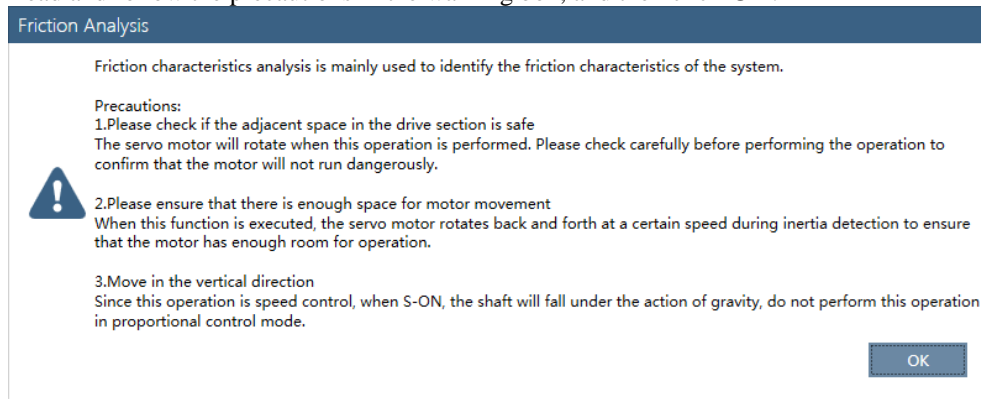 Friction Analysis
Friction characteristics analysis is mainly used to identify the friction characteristics of the system.
Precautions:
1.Please check if the adjacent space in the drive section is safe
The servo motor will rotate when this operation is performed. Please check carefully before performing the operation to
confirm that the motor will not run dangerously.
2.Please ensure that there is enough space for motor movement
When this function is executed, the servo motor rotates back and forth at a certain speed during inertia detection to ensure
that the motor has enough room for operation.
3.Move in the vertical direction
Since this operation is speed control, when S-ON, the shaft will fall under the action of gravity, do not perform this operation
in proportional control mode.
OK